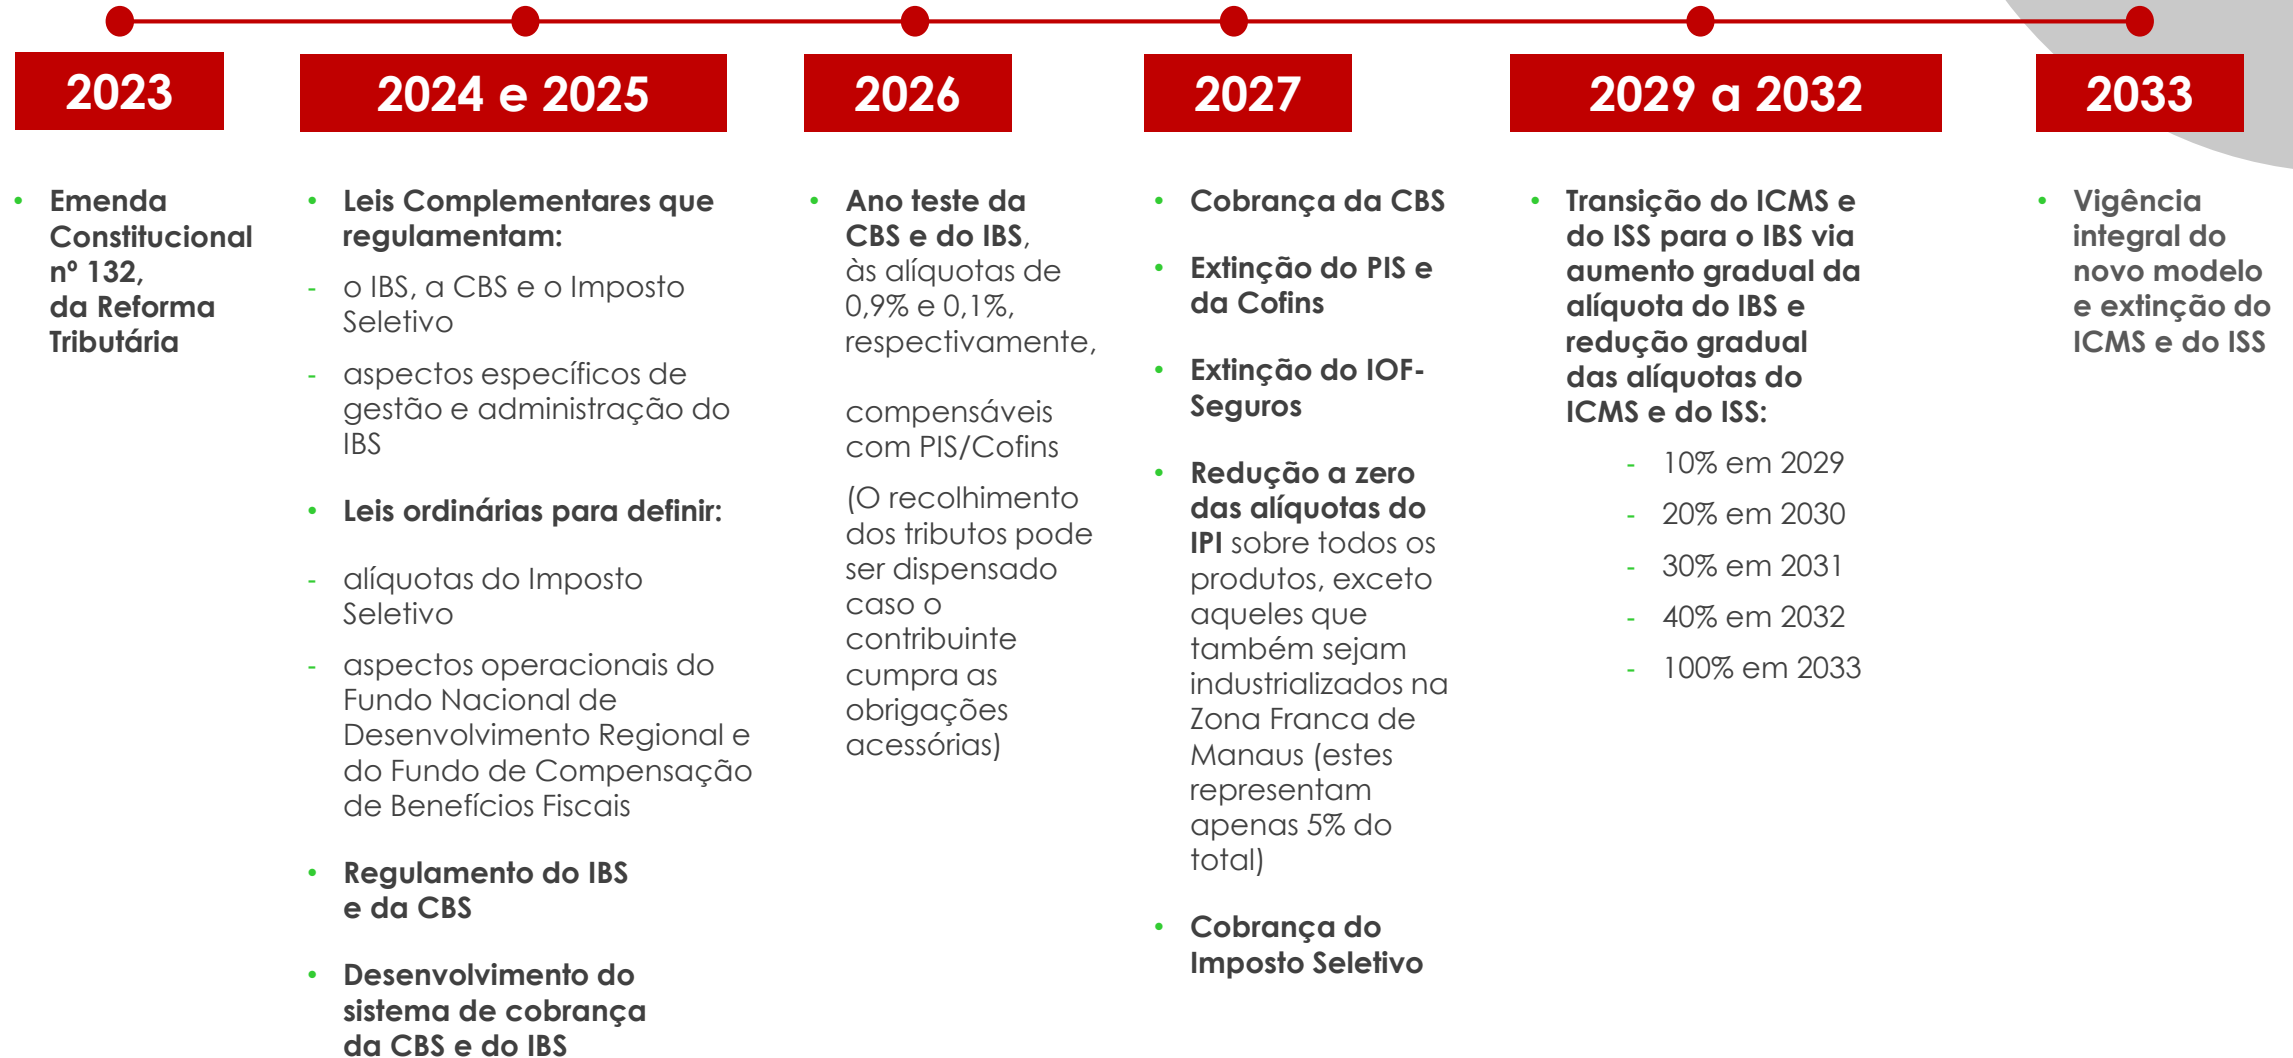 2023
• Emenda
Constitucional
nº 132,
da Reforma
Tributária
2024 e 2025
• Leis Complementares que
regulamentam:
- o IBS, a CBS e o Imposto
Seletivo
- aspectos específicos de
gestão e administração do
IBS
• Leis ordinárias para definir:
- alíquotas do Imposto
Seletivo
- aspectos operacionais do
Fundo Nacional de
Desenvolvimento Regional e
do Fundo de Compensação
de Benefícios Fiscais
• Regulamento do IBS
e da CBS
• Desenvolvimento do
sistema de cobrança
da CBS e do IBS
2026
• Ano teste da
CBS e do IBS,
às alíquotas de
0,9% e 0,1%,
respectivamente,
compensáveis
com PIS/Cofins
(O recolhimento
dos tributos pode
ser dispensado
caso o
contribuinte
cumpra as
obrigações
acessórias)
2027
• Cobrança da CBS
• Extinção do PIS e
da Cofins
• Extinção do IOF-
Seguros
• Redução a zero
das alíquotas do
IPI sobre todos os
produtos, exceto
aqueles que
também sejam
industrializados na
Zona Franca de
Manaus (estes
representam
apenas 5% do
total)
• Cobrança do
Imposto Seletivo
2029 a 2032
• Transição do ICMS e
do ISS para o IBS via
aumento gradual da
alíquota do IBS e
redução gradual
das alíquotas do
ICMS e do ISS:
- 10% em 2029
- 20% em 2030
- 30% em 2031
- 40% em 2032
- 100% em 2033
2033
• Vigência
integral do
novo modelo
e extinção do
ICMS e do ISS